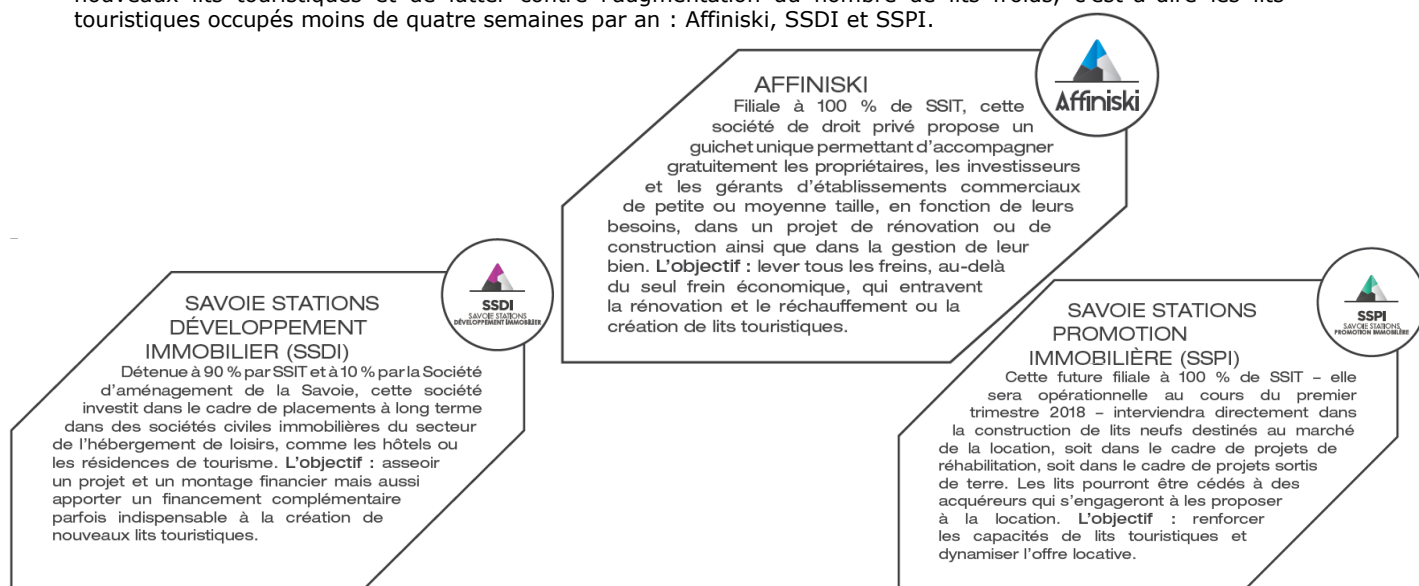 nouveaux lits touristiques et de lutter contre l'augmentation du nombre de lits froids, c'est-à-dire les lits
touristiques occupés moins de quatre semaines par an : Affiniski, SSDI et SSPI.
AFFINISKI
Filiale à 100 % de SSIT, cette
société de droit privé propose un
guichet unique permettant d'accompagner
gratuitement les propriétaires, les investisseurs
et les gérants d'établissements commerciaux
de petite ou moyenne taille, en fonction de leurs
besoins, dans un projet de rénovation ou de
construction ainsi que dans la gestion de leur
bien. L'objectif : lever tous les freins, au-delà
du seul frein économique, qui entravent
la rénovation et le réchauffement ou la
création de lits touristiques.
Affiniski
SAVOIE STATIONS
DÉVELOPPEMENT
IMMOBILIER (SSDI)
Détenue à 90 % par SSIT et à 10 % par la Société
d'aménagement de la Savoie, cette société
investit dans le cadre de placements à long terme
dans des sociétés civiles immobilières du secteur
de l'hébergement de loisirs, comme les hôtels ou
les résidences de tourisme. L'objectif : asseoir
un projet et un montage financier mais aussi
apporter un financement complémentaire
parfois indispensable à la création de
nouveaux lits touristiques.
SSDI
SAVOIE STATIONS
DÉVELOPPEMENT IMMOBILIER
SAVOIE STATIONS
PROMOTION
IMMOBILIÈRE (SSPI)
Cette future filiale à 100 % de SSIT – elle
sera opérationnelle au cours du premier
trimestre 2018 – interviendra directement dans
la construction de lits neufs destinés au marché
de la location, soit dans le cadre de projets de
réhabilitation, soit dans le cadre de projets sortis
de terre. Les lits pourront être cédés à des
acquéreurs qui s'engageront à les proposer
à la location. L'objectif : renforcer
les capacités de lits touristiques et
dynamiser l'offre locative.
SSPI
SAVOIE STATIONS
PROMOTION IMMOBILIÈRE